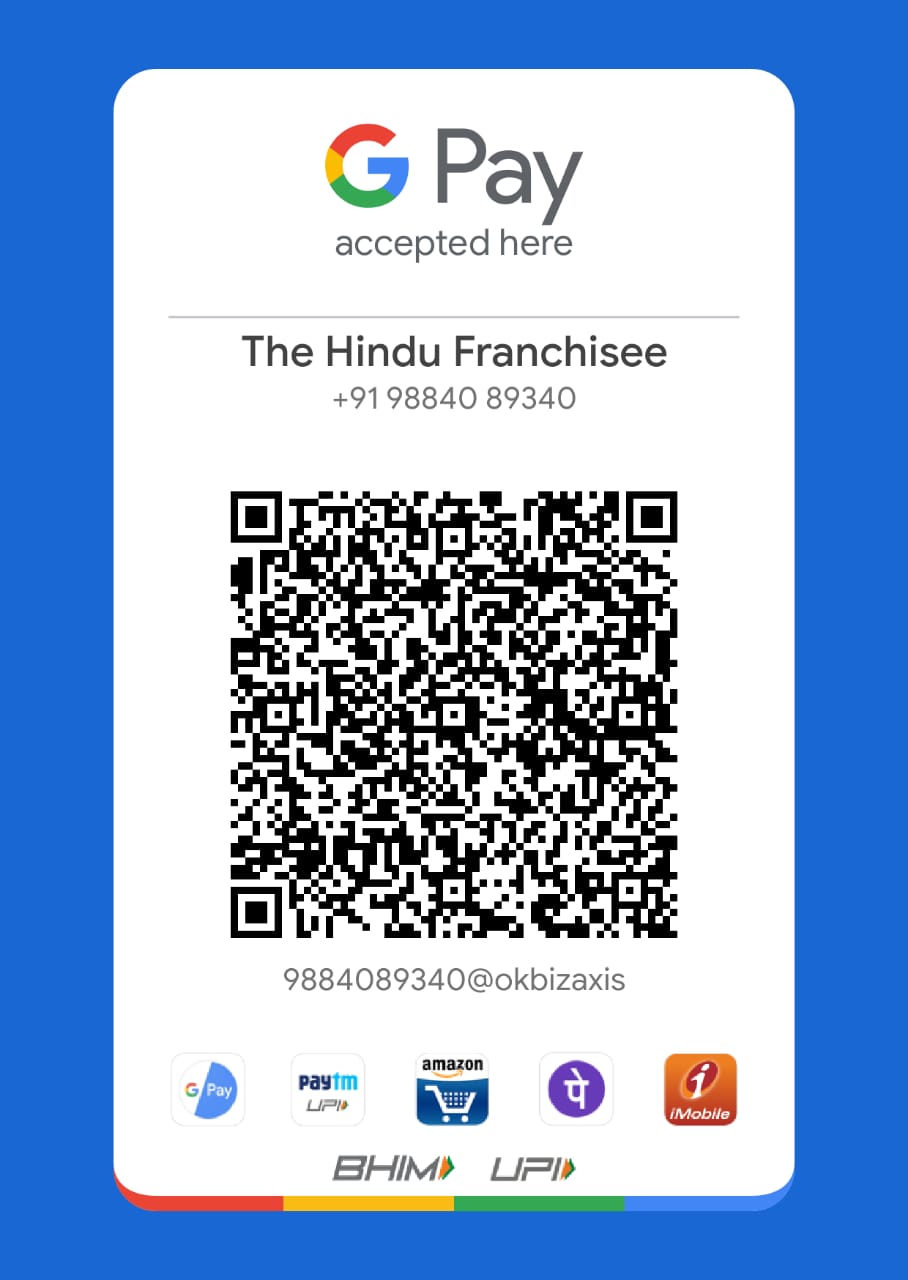 G Pay
accepted here
The Hindu Franchisee
+91 98840 89340
9884089340@okbizaxis
G Pay
paytm
UPI
amazon
पे
i
iMobile
BHIM UPI